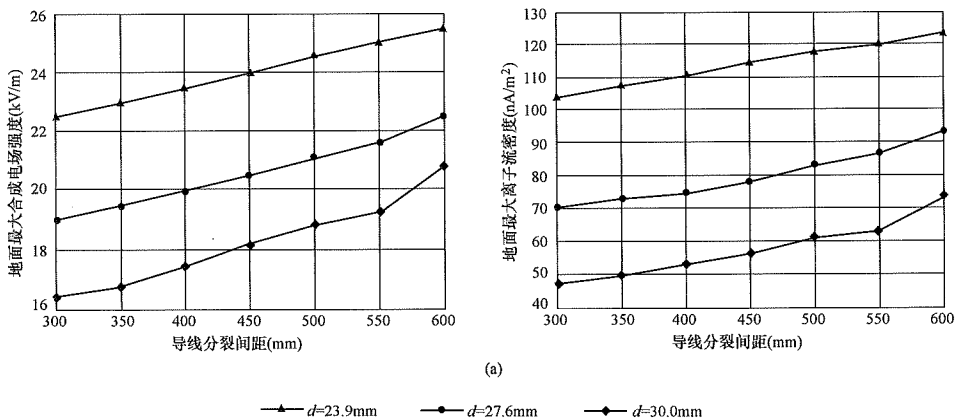 地面最大合成电场强度(kV/m)
26
24
22
20
18
16
300 350 400 450 500 550 600
导线分裂间距(mm)
地面最大离子流密度(nA/m²)
130
120
110
100
90
80
70
60
50
40
300 350 400 450 500 550 600
导线分裂间距(mm)
(a)
d=23.9mm d=27.6mm d=30.0mm